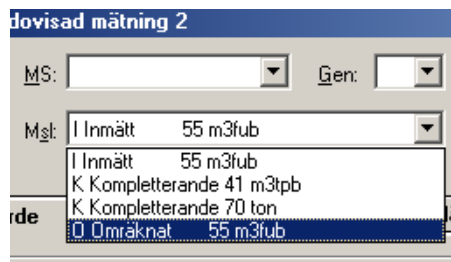 dovisad mätning 2
MS: Gen:
Msl: I Inmätt 55 m3fub
I Inmätt 55 m3fub
K Kompletterande 41 m3tpb
K Kompletterande 70 ton
rde O Omräknat 55 m3fub